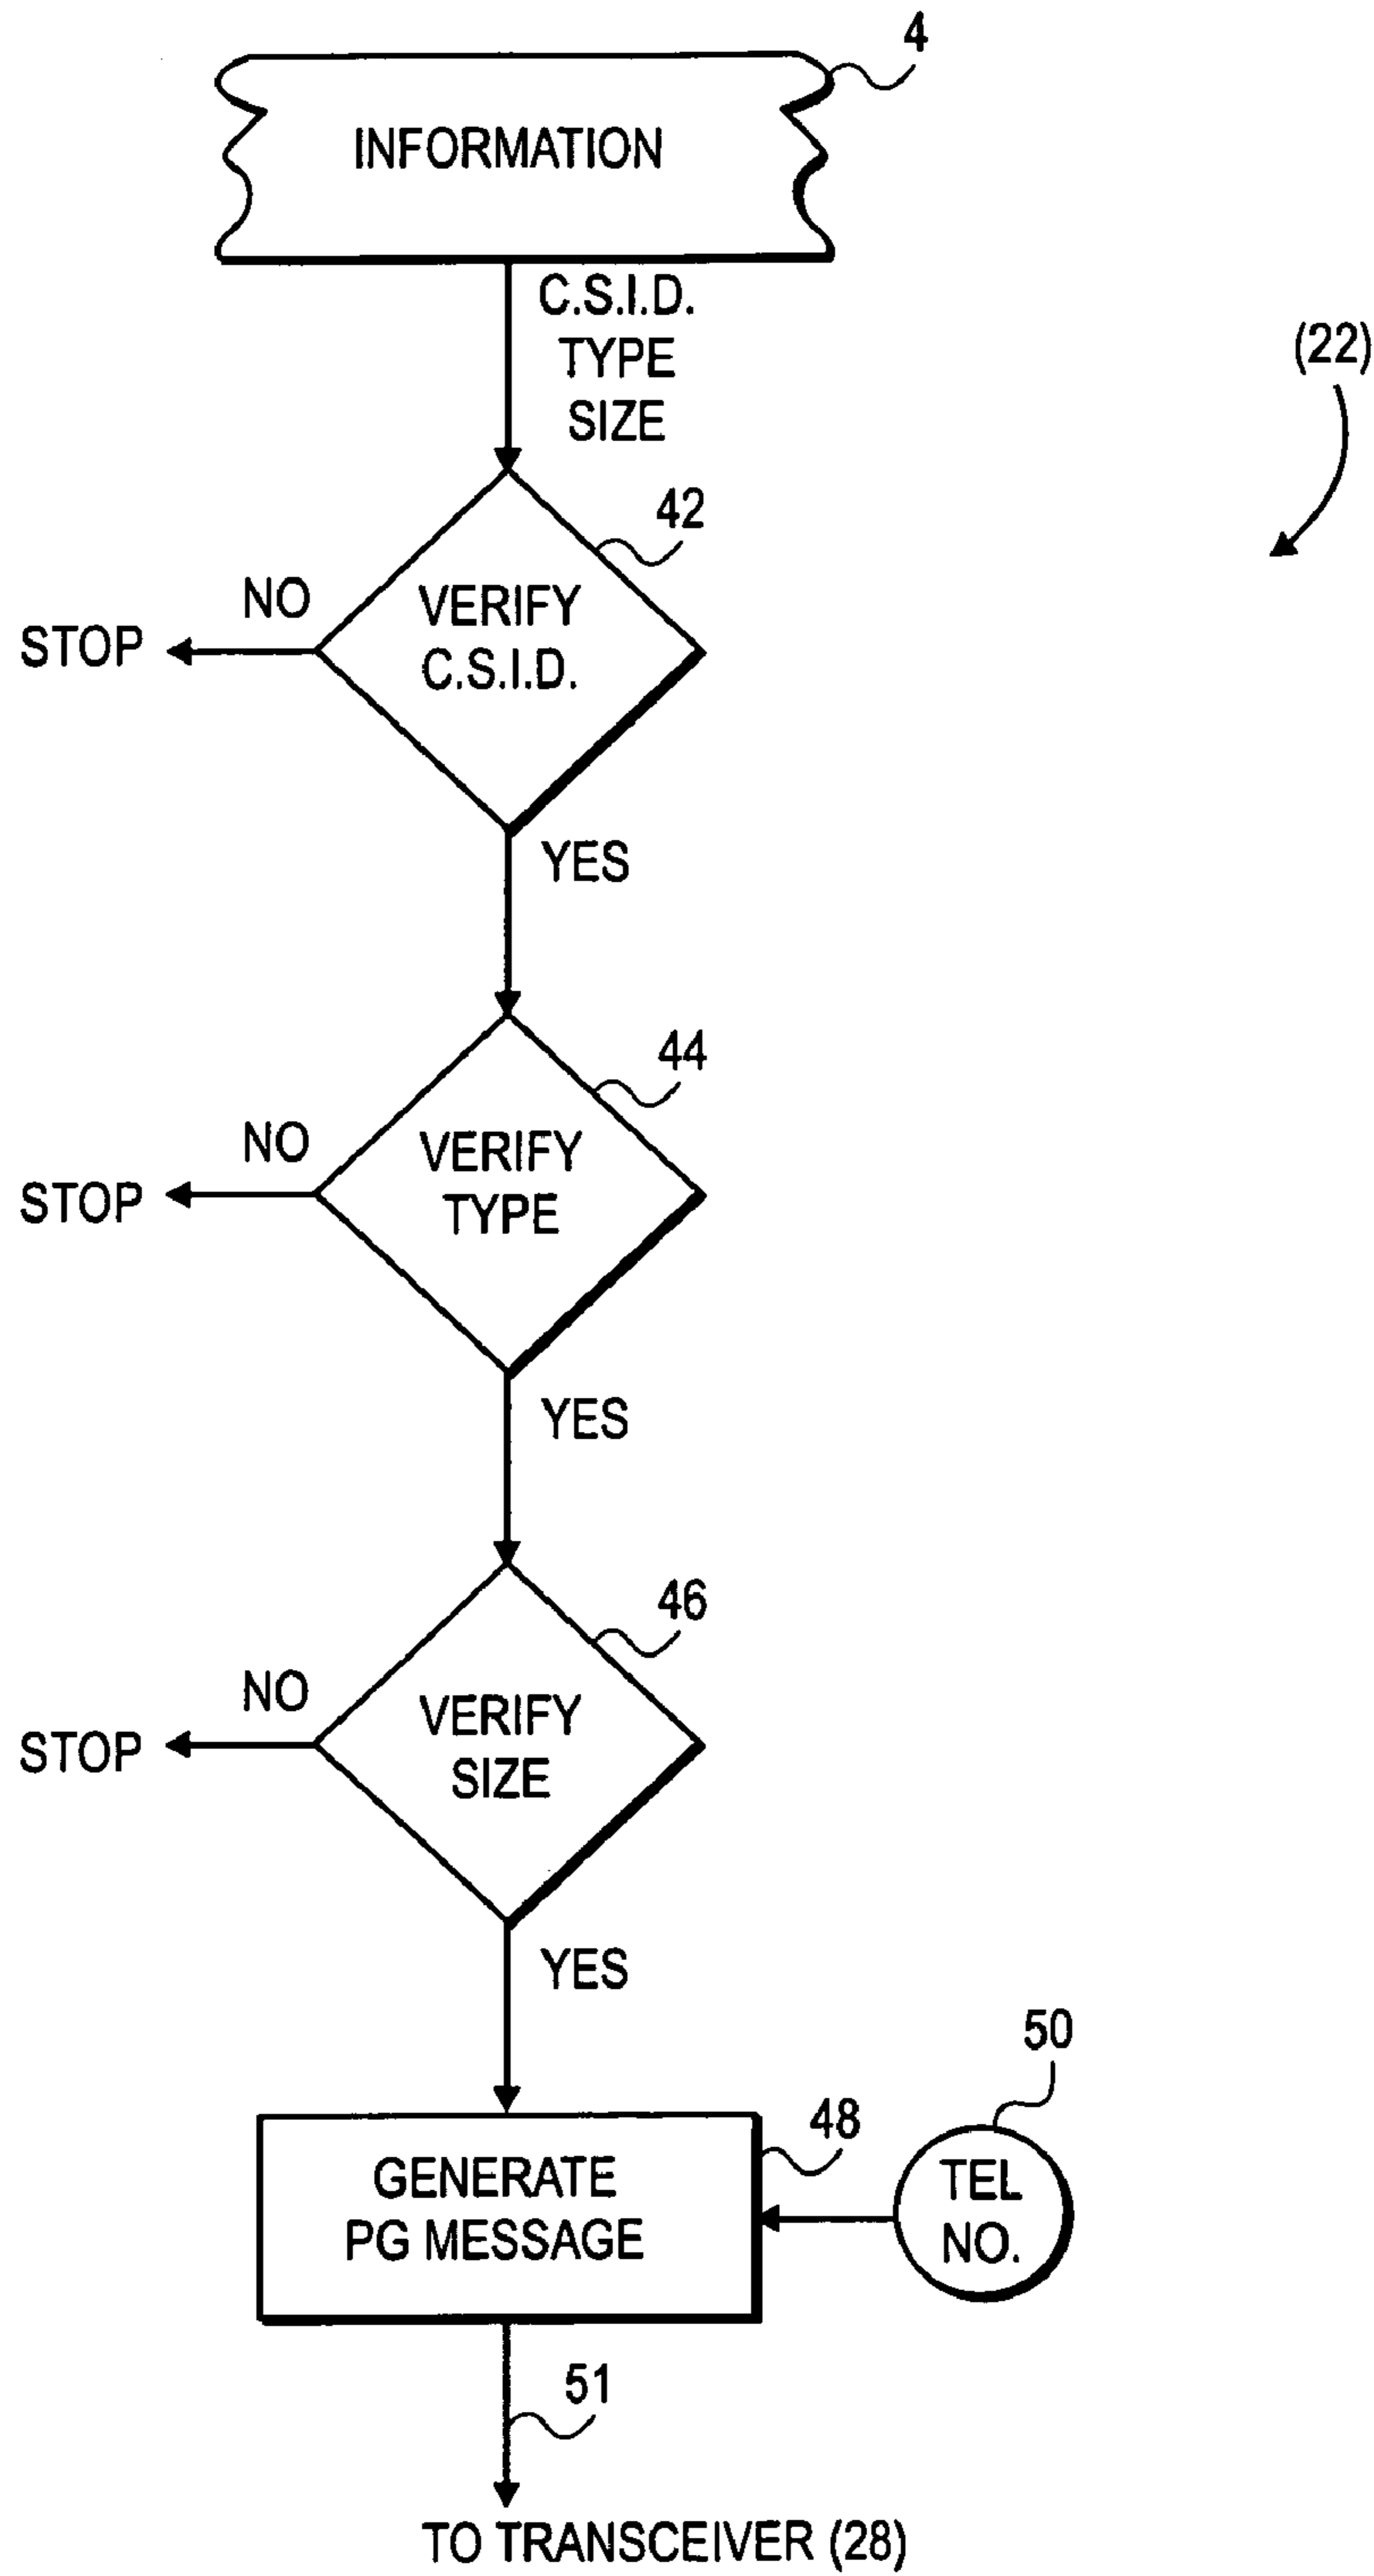 4
INFORMATION
C.S.I.D.
TYPE
SIZE
(22)
42
VERIFY
C.S.I.D.
NO
STOP
YES
44
VERIFY
TYPE
NO
STOP
YES
46
VERIFY
SIZE
NO
STOP
YES
50
48
GENERATE
PG MESSAGE
TEL
NO.
51
TO TRANSCEIVER (28)